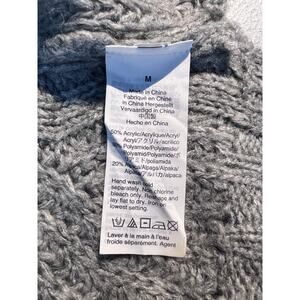 M
Made in China
Fabriqué en Chine
in China Hergestellt
Vervaardigd in China
中国製
Hecho en China
50% Acrylic/Acrylique/Acryl/
Acryl/アクリル/acrílico
Polyamide/Polyamide/
Polyamid/Polyamide/
/poliamida
20% Alpaca/Alpaga/Alpaka/
Alpaca/アルパカ/alpaca
Hand wash cold
separately, non chlorine
bleach only. Reshape and
lay flat to dry. Iron on
lowest setting.
Laver à la main à l'eau
froide séparément. Agent